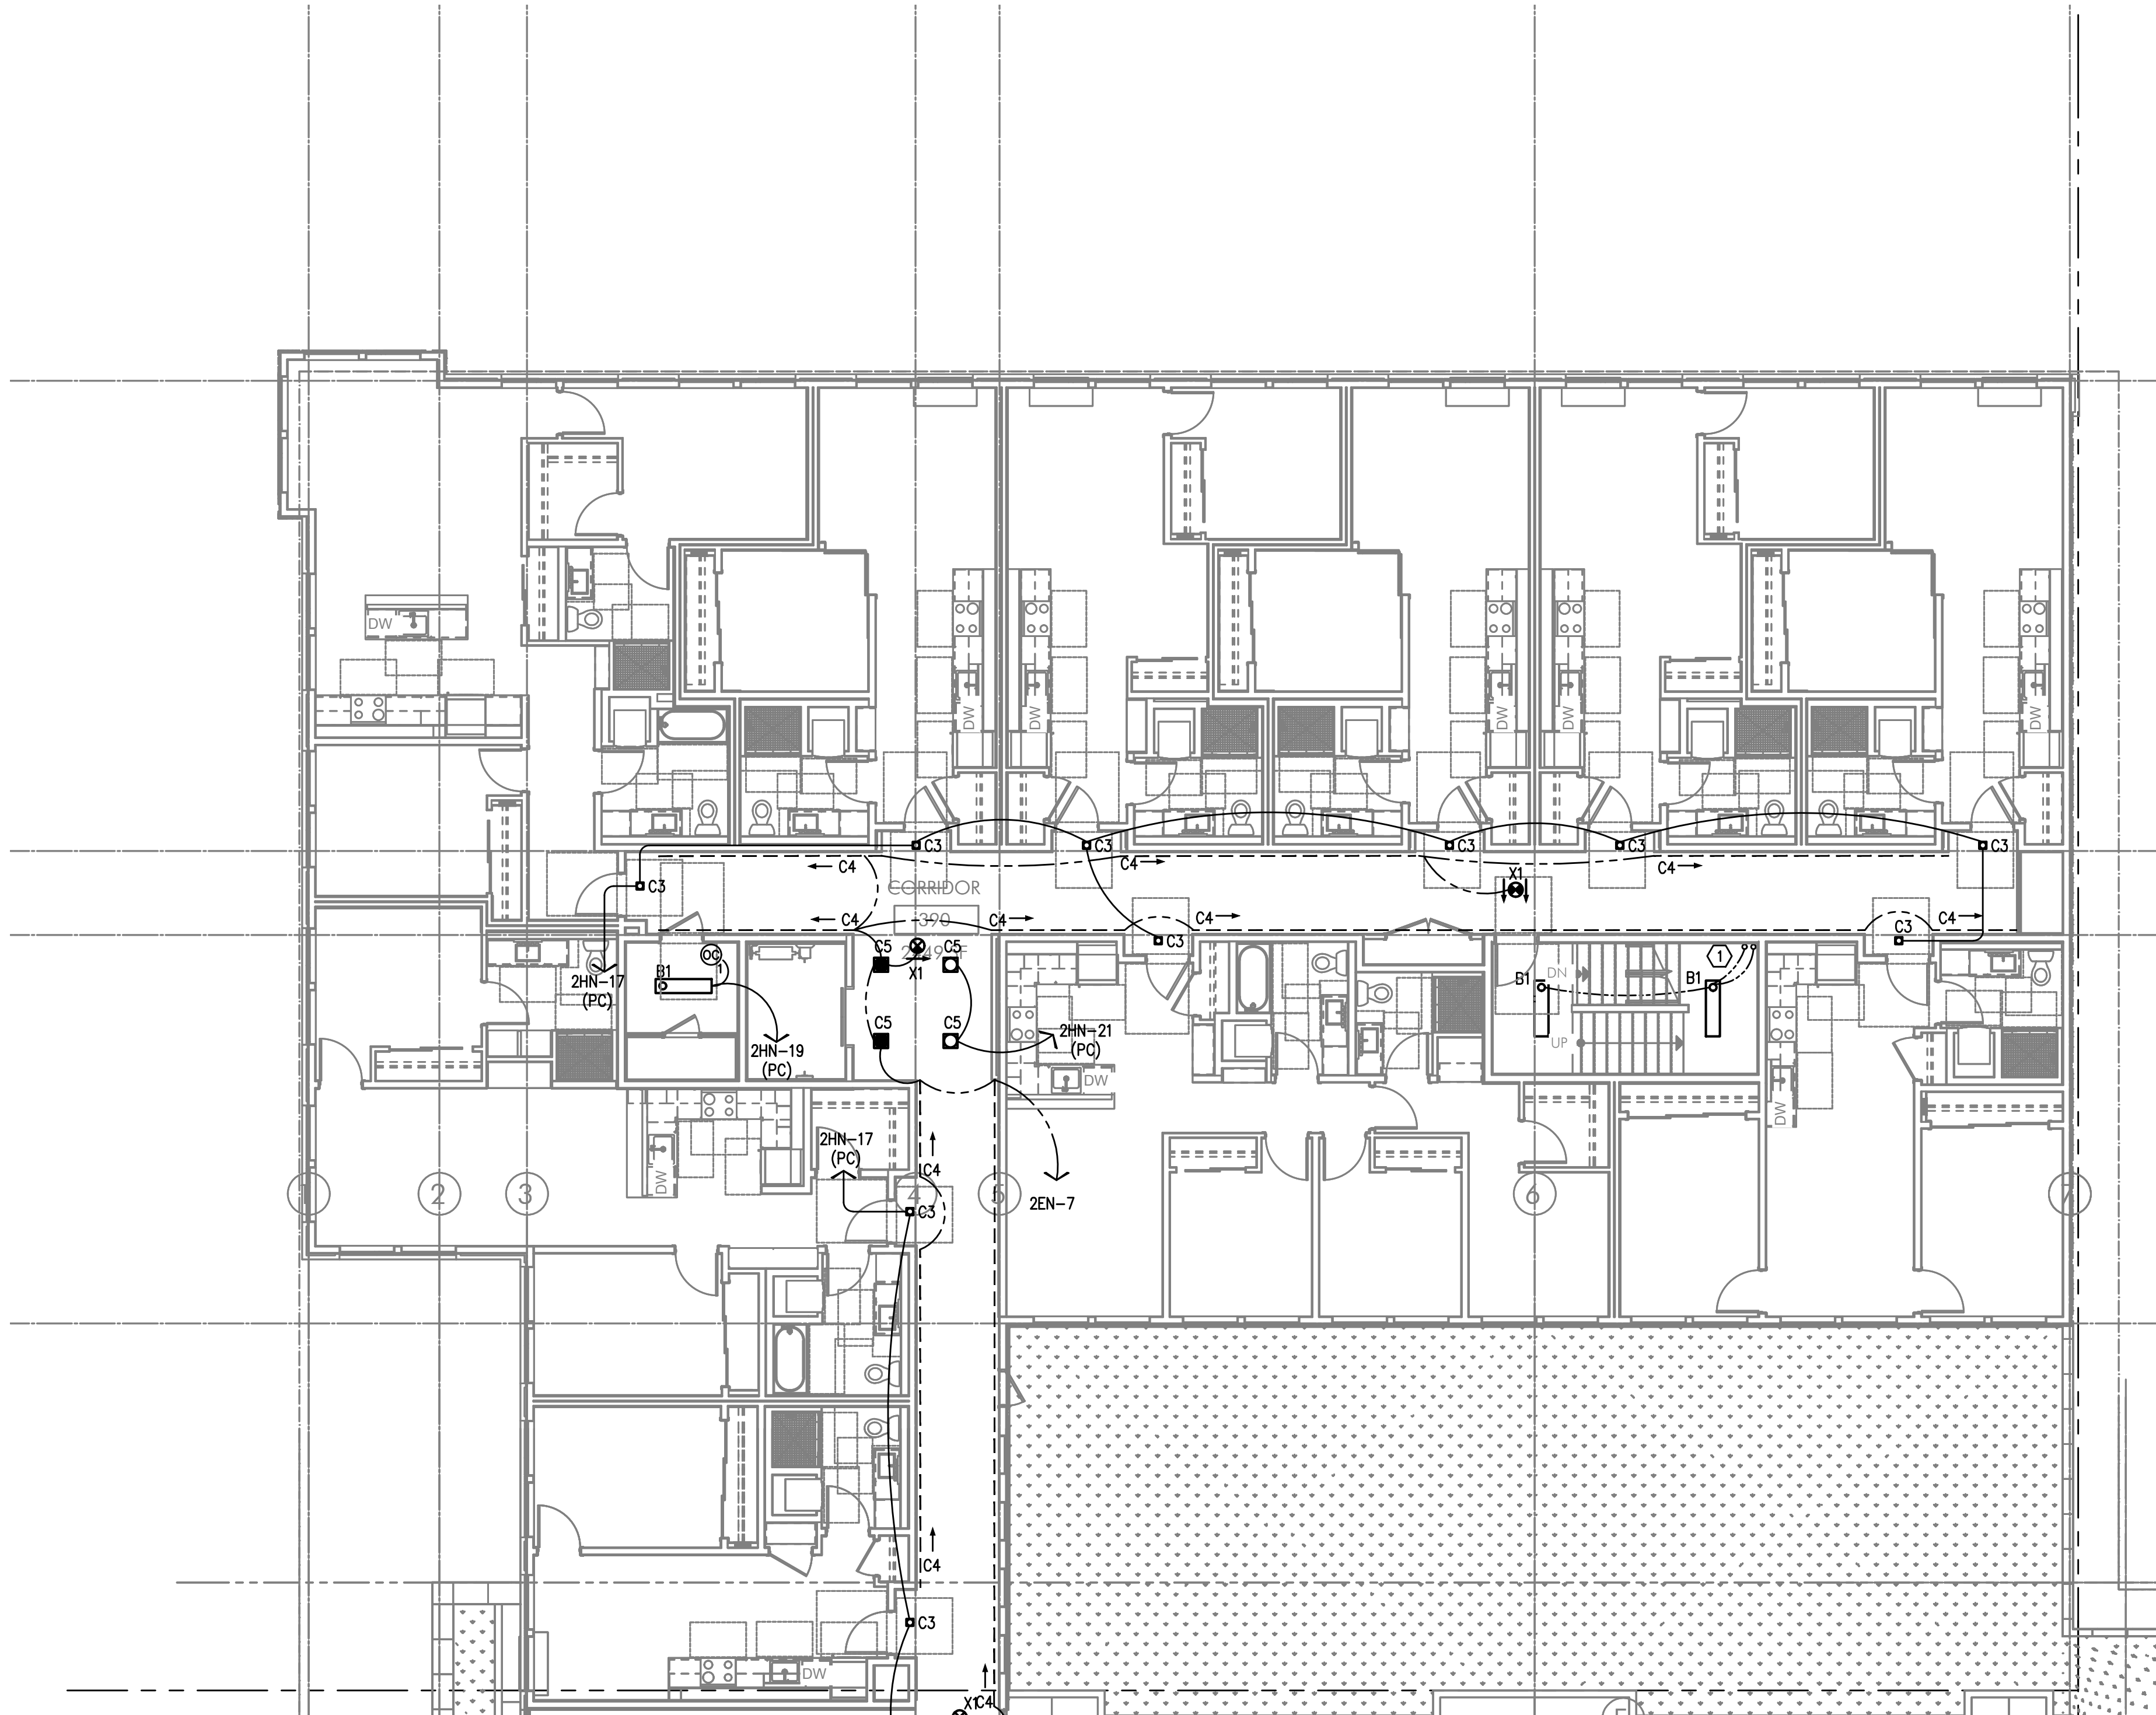 DW
DW
DW
DW
DW
DW
C3
C3
C3
C3
C3
C4
C4
C4
X1
C3
CORRIDOR
390
C4
C4
C4
C4
C3
C3
C5
C5
X1
OC
1
B1
2HN-17
(PC)
B1
DN
B1
1
C5
C5
2HN-21
(PC)
2HN-19
(PC)
UP
DW
DW
2HN-17
(PC)
DW
C4
2
3
4
5
6
7
C3
2EN-7
C4
C3
DW
X1
C4